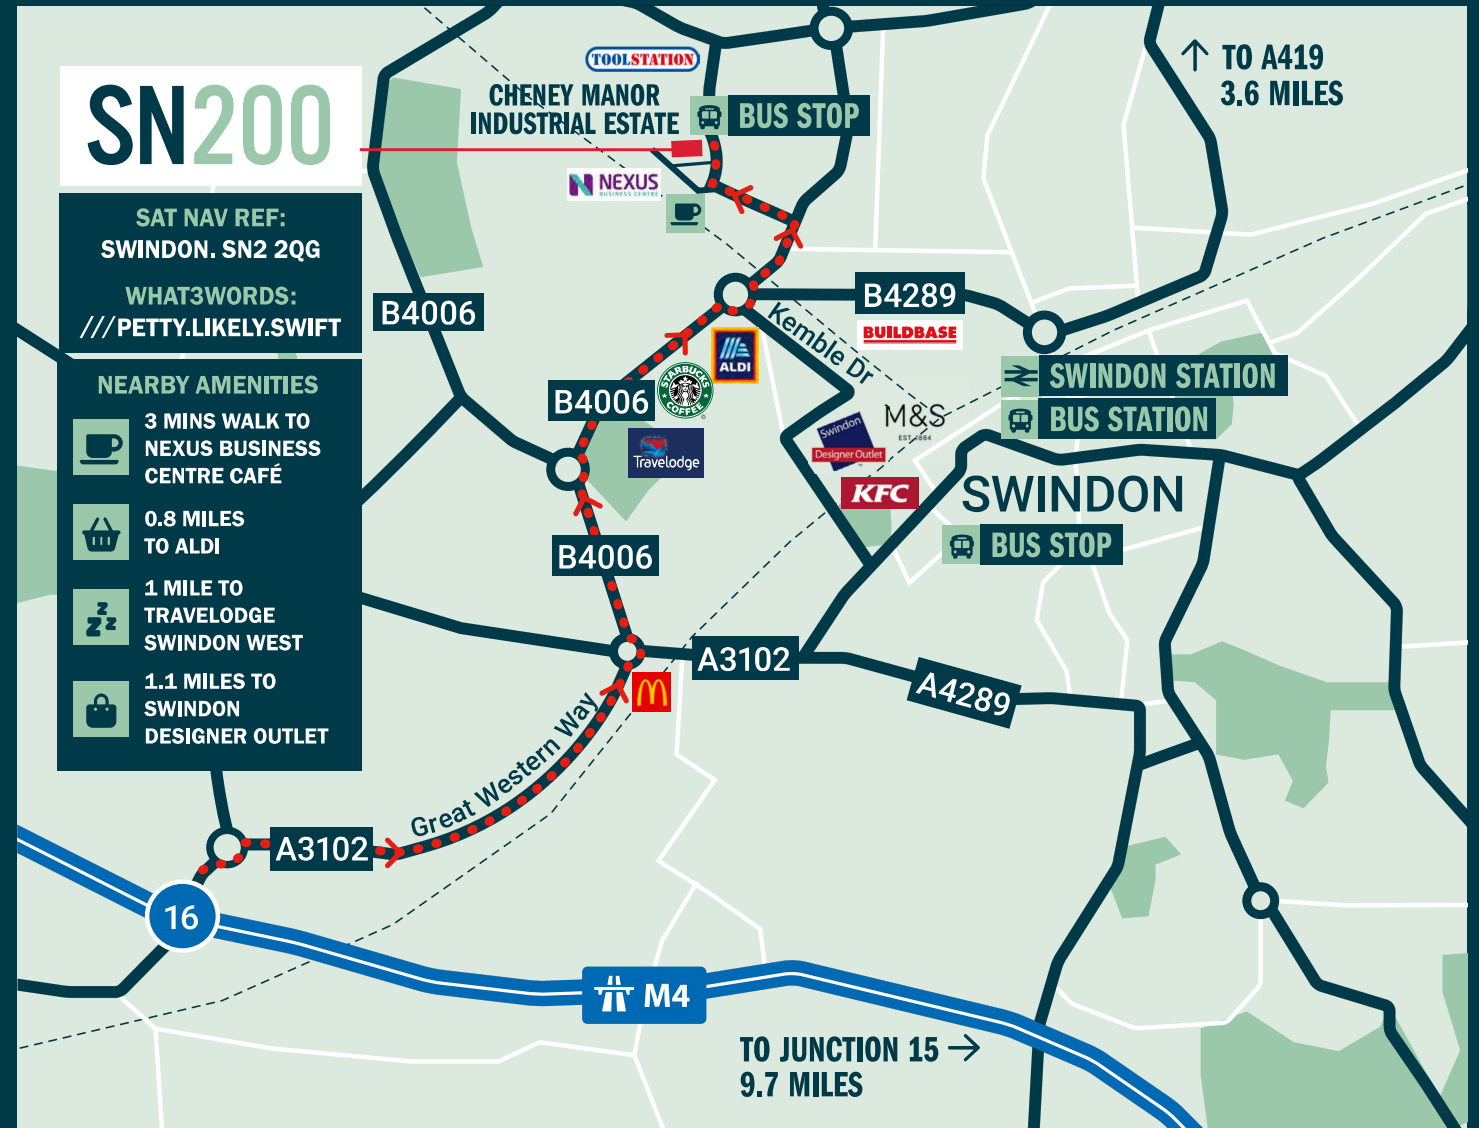 SN200
SAT NAV REF:
SWINDON. SN2 2QG
WHAT3WORDS:
///PETTY.LIKELY.SWIFT
NEARBY AMENITIES
3 MINS WALK TO
NEXUS BUSINESS
CENTRE CAFÉ
0.8 MILES
TO ALDI
1 MILE TO
TRAVELODGE
SWINDON WEST
1.1 MILES TO
SWINDON
DESIGNER OUTLET
TOOLSTATION
CHENEY MANOR
INDUSTRIAL ESTATE
BUS STOP
NEXUS
BUSINESS CENTRE
TO A419
3.6 MILES
B4006
B4289
BUILDBASE
Kemble Dr
ALDI
STARBUCKS
COFFEE
B4006
Travelodge
SWINDON STATION
BUS STATION
M&S
EST. 1884
Swindon
Designer Outlet
KFC
SWINDON
BUS STOP
B4006
A3102
A4289
Great Western Way
A3102
16
M4
TO JUNCTION 15
9.7 MILES